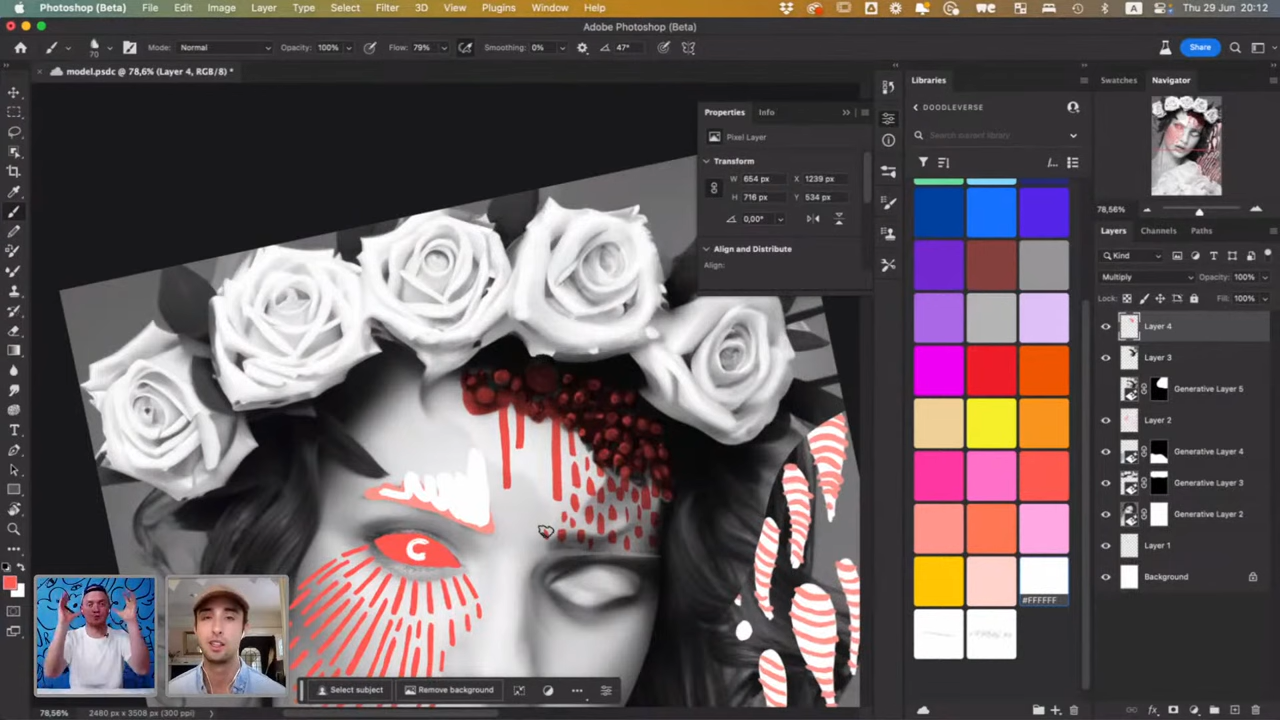 Photoshop (Beta) File Edit Image Layer Type Select Filter 3D View Plugins Window Help Thu 29 Jun 20:12
Adobe Photoshop (Beta)
70 Mode: Normal Opacity: 100% Flow: 79% Smoothing: 0% 47° Share
model.psdc @ 78,6% (Layer 4, RGB/8) *
Libraries Swatches Navigator
DOODLEVERSE
Search current library
Properties Info
Pixel Layer
Transform
W 654 px X 1239 px
H 716 px Y 534 px
0,00°
Align and Distribute
Align:
78,56%
Layers Channels Paths
Kind
Multiply Opacity: 100%
Lock: Fill: 100%
Layer 4
Layer 3
Generative Layer 5
Layer 2
Generative Layer 4
Generative Layer 3
Generative Layer 2
Layer 1
Background
#FFFFFF
C
Select subject Remove background
78,56% 2480 px x 3508 px (300 ppi)